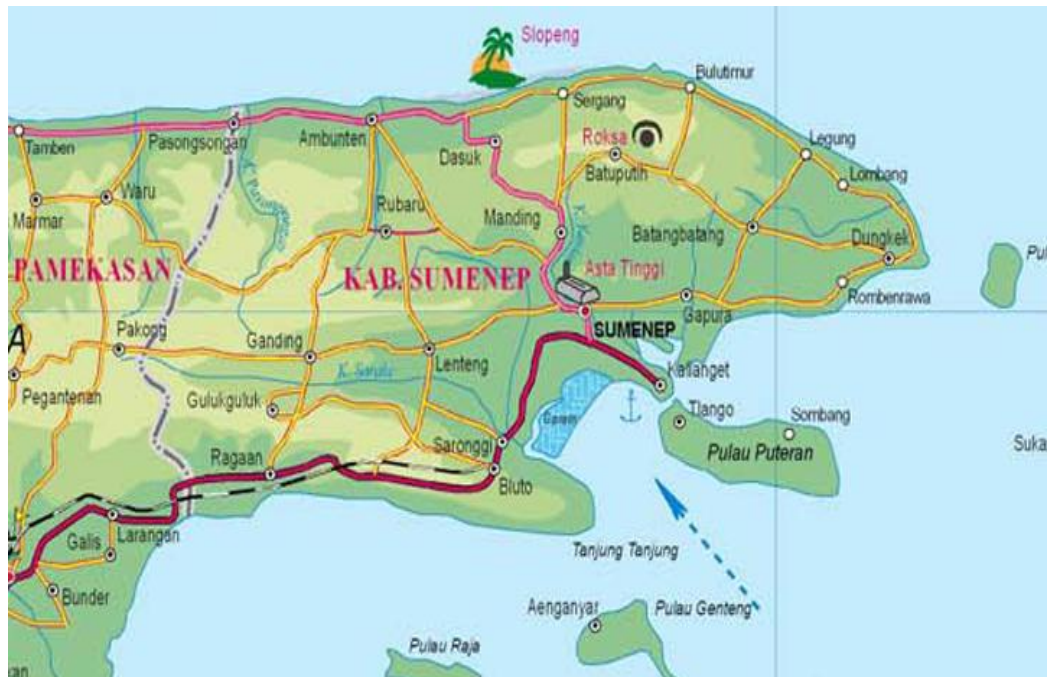 Slopeng
Bulutimur
Sergang
Tamben
Pasongsongan
Ambunten
Dasuk
Roksa
Batuputih
Legung
Lombang
Waru
Marmar
Rubaru
Manding
Batangbatang
Dungkek
PAMEKASAN
KAB. SUMENEP
Asta Tinggi
Rombenrawa
Gapura
SUMENEP
A
Pakong
Ganding
Lenteng
Kalianget
Pegantenan
Gulukguluk
Garam
Tlango
Sombang
Saronggi
Pulau Puteran
Suka
Ragaan
Bluto
Larangan
Galis
Tanjung Tanjung
Bunder
Aenganyar
Pulau Genteng
Pulau Raja